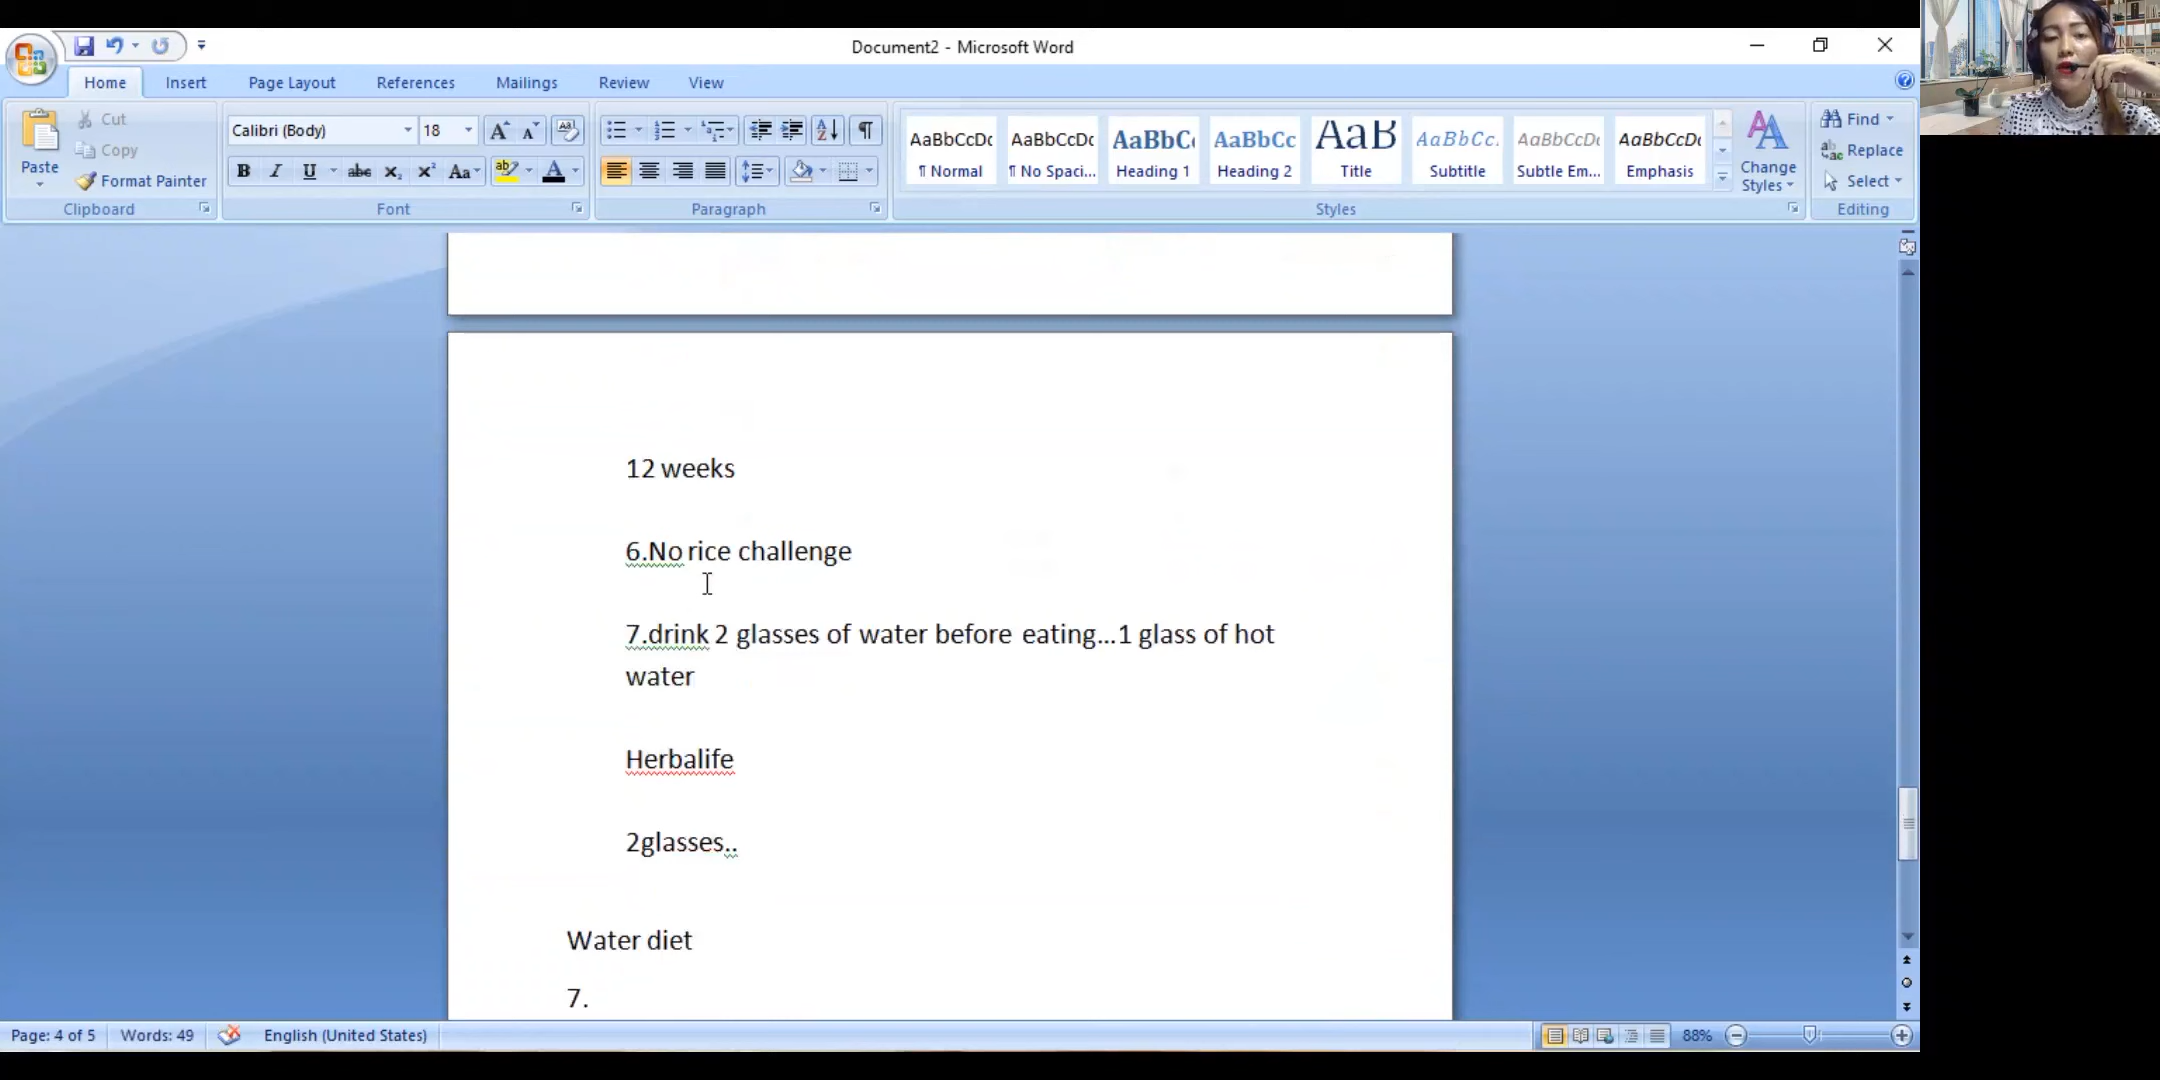 Document2 - Microsoft Word
Home Insert Page Layout References Mailings Review View
Paste
Cut
Copy
Format Painter
Clipboard
Calibri (Body) 18
Font
Paragraph
AaBbCcDc AaBbCcDc AaBbC AaBbCc AaB AaBbCc. AaBbCcDc AaBbCcDc
¶ Normal ¶ No Spaci... Heading 1 Heading 2 Title Subtitle Subtle Em... Emphasis
Styles
Change
Styles
Find
Replace
Select
Editing
12 weeks
6.No rice challenge
7.drink 2 glasses of water before eating...1 glass of hot
water
Herbalife
2glasses..
Water diet
7.
Page: 4 of 5 Words: 49 English (United States) 88%